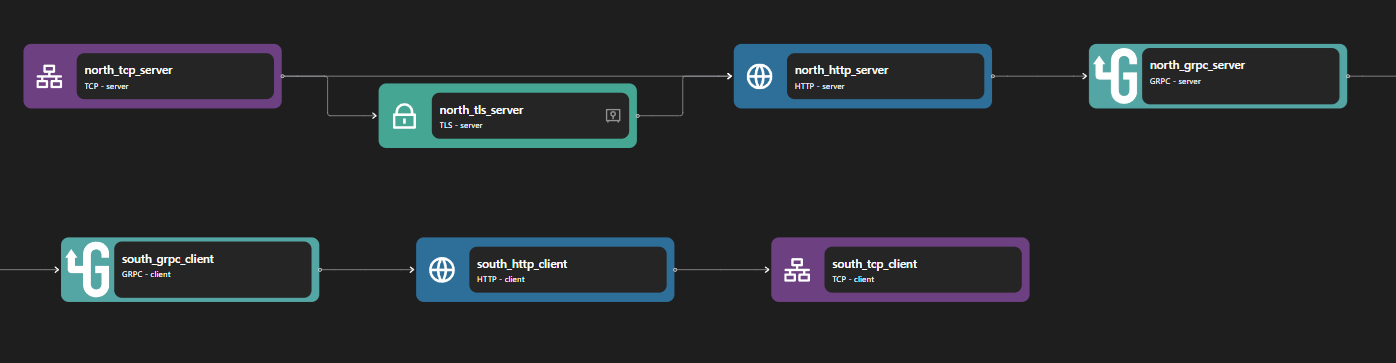 north_tcp_server
TCP - server
north_tls_server
TLS - server
north_http_server
HTTP - server
north_grpc_server
GRPC - server
south_grpc_client
GRPC - client
south_http_client
HTTP - client
south_tcp_client
TCP - client